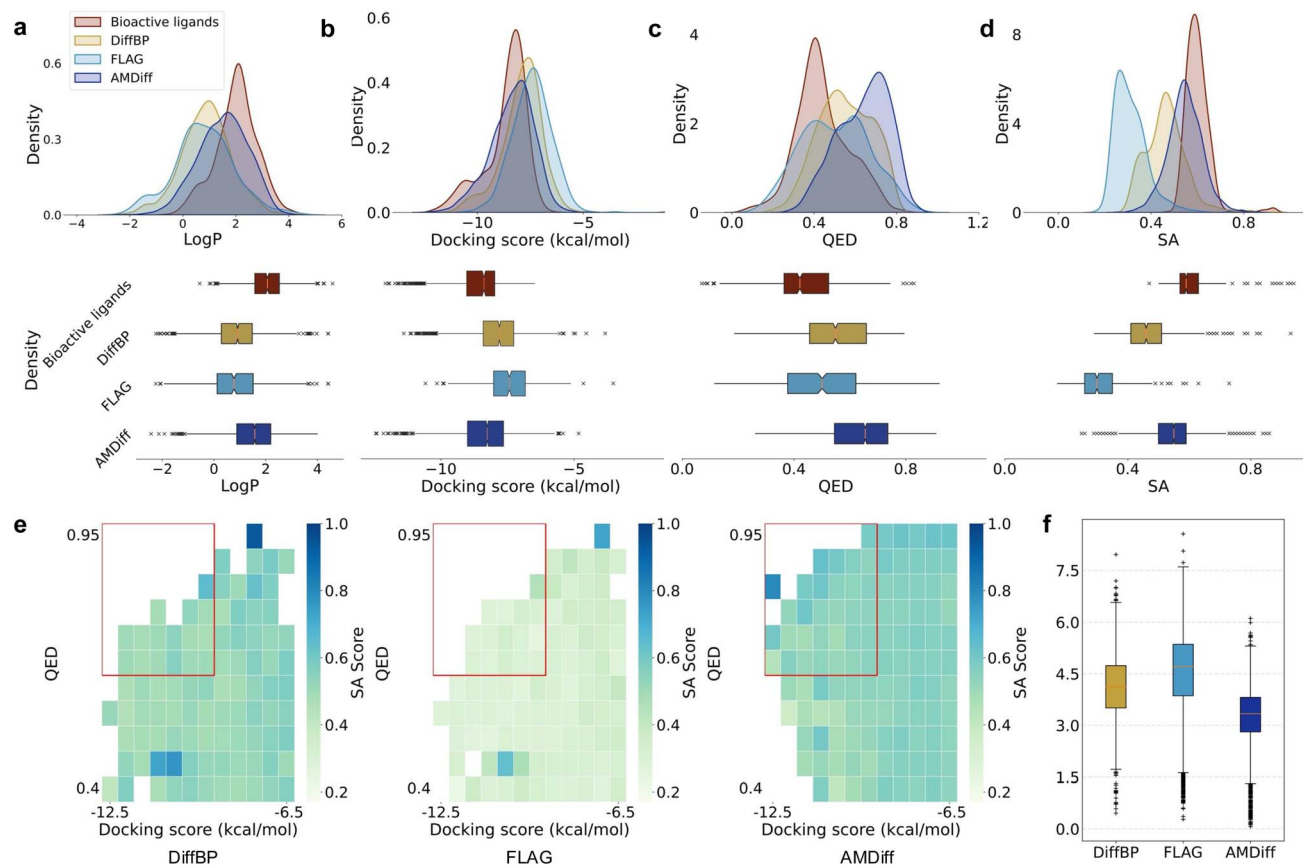 a
Bioactive ligands
DiffBP
FLAG
AMDiff
0.6
0.3
0.0
Density
−4 −2 0 2 4 6
LogP
b
0.6
0.4
0.2
0.0
Density
−10 −5
Docking score (kcal/mol)
c
4
2
0
Density
0.0 0.4 0.8 1.2
QED
d
8
4
0
Density
0.0 0.4 0.8
SA
Density
Bioactive ligands
DiffBP
FLAG
AMDiff
−2 0 2 4
LogP
−10 −5
Docking score (kcal/mol)
0.0 0.4 0.8
QED
0.4 0.8
SA
e
0.95
QED
0.4
-12.5 -6.5
Docking score (kcal/mol)
DiffBP
1.0
0.8
0.6
0.4
0.2
SA Score
0.95
QED
0.4
-12.5 -6.5
Docking score (kcal/mol)
FLAG
1.0
0.8
0.6
0.4
0.2
SA Score
0.95
QED
0.4
-12.5 -6.5
Docking score (kcal/mol)
AMDiff
1.0
0.8
0.6
0.4
0.2
SA Score
f
7.5
6.0
4.5
3.0
1.5
0.0
DiffBP FLAG AMDiff